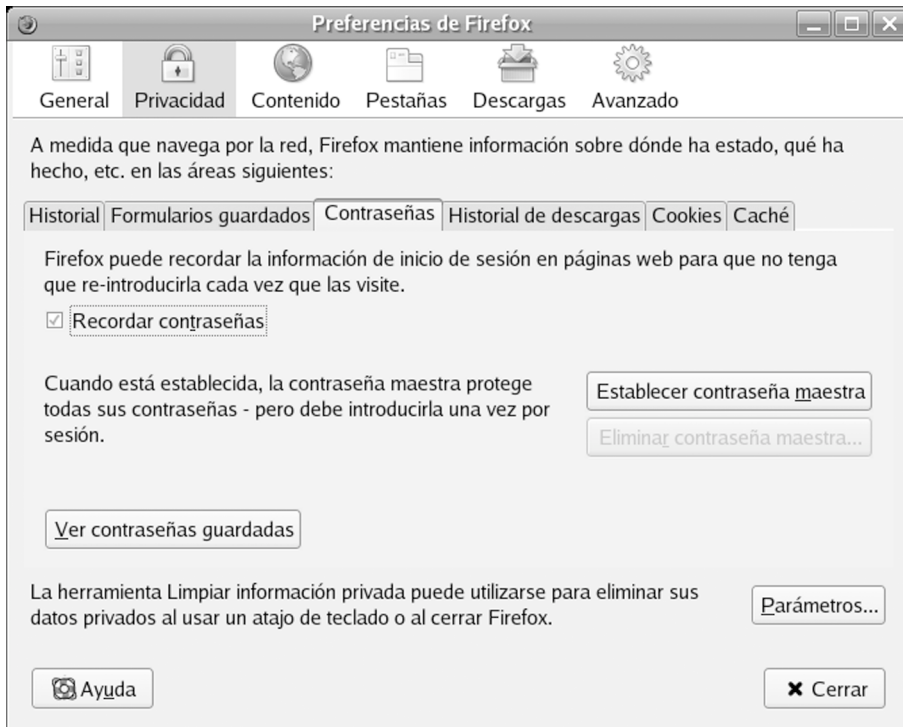 Preferencias de Firefox
General Privacidad Contenido Pestañas Descargas Avanzado
A medida que navega por la red, Firefox mantiene información sobre dónde ha estado, qué ha
hecho, etc. en las áreas siguientes:
Historial Formularios guardados Contraseñas Historial de descargas Cookies Caché
Firefox puede recordar la información de inicio de sesión en páginas web para que no tenga
que re-introducirla cada vez que las visite.
Recordar contraseñas
Cuando está establecida, la contraseña maestra protege
todas sus contraseñas - pero debe introducirla una vez por
sesión.
Establecer contraseña maestra
Eliminar contraseña maestra...
Ver contraseñas guardadas
La herramienta Limpiar información privada puede utilizarse para eliminar sus
datos privados al usar un atajo de teclado o al cerrar Firefox.
Parámetros...
Ayuda
Cerrar